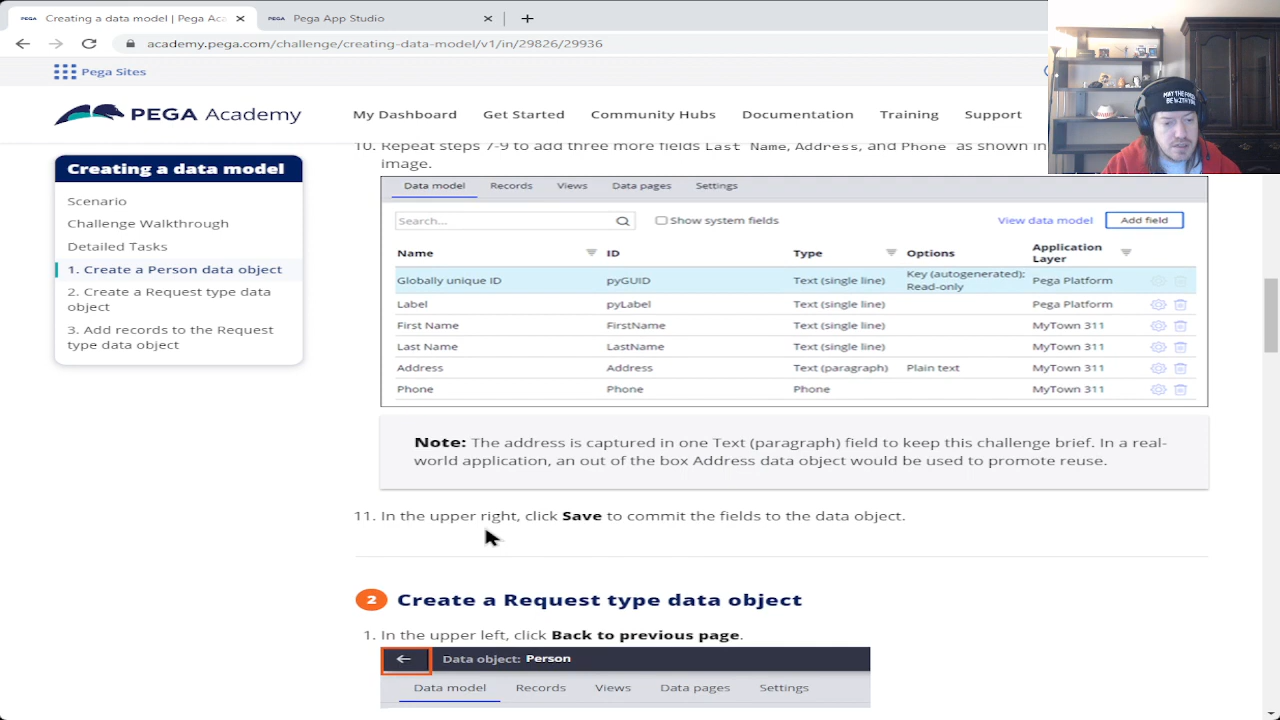 Creating a data model | Pega Aca
Pega App Studio
academy.pega.com/challenge/creating-data-model/v1/in
9936
Pega Sites
PEGA Academy
My Dashboard
Get Started
Community Hubs
Documentation
Training
Support
MAY THE FORCE
BE WITH YOU
Creating a data model
Scenario
Challenge Walkthrough
Detailed Tasks
1. Create a Person data object
2. Create a Request type data
object
3. Add records to the Request
type data object
10. Repeat steps 7-9 three more fields Last Name, Address, and Phone as shown in
image.
Data model Records Views Data pages Settings
Search... Show system fields View data model Add field
Name ID Type Options Application
Layer
Globally unique ID pyGUID Text (single line) Key (autogenerated);
Read-only Pega Platform
Label pyLabel Text (single line) Pega Platform
First Name FirstName Text (single line) MyTown 311
Last Name LastName Text (single line) MyTown 311
Address Address Text (paragraph) Plain text MyTown 311
Phone Phone Phone MyTown 311
Note: The address is captured in one Text (paragraph) field to keep this challenge brief. In a real-
world application, an out of the box Address data object would be used to promote reuse.
11. In the upper right, click Save to commit the fields to the data object.
2 Create a Request type data object
1. In the upper left, click Back to previous page.
Data object: Person
Data model Records Views Data pages Settings